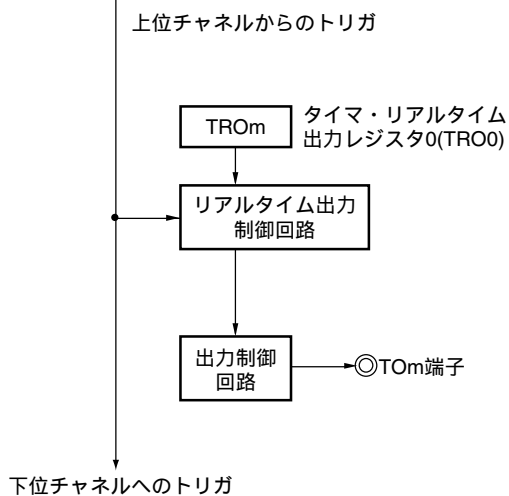 上位チャネルからのトリガ
TROm
タイマ・リアルタイム
出力レジスタ0(TRO0)
リアルタイム出力
制御回路
出力制御
回路
TOm端子
下位チャネルへのトリガ